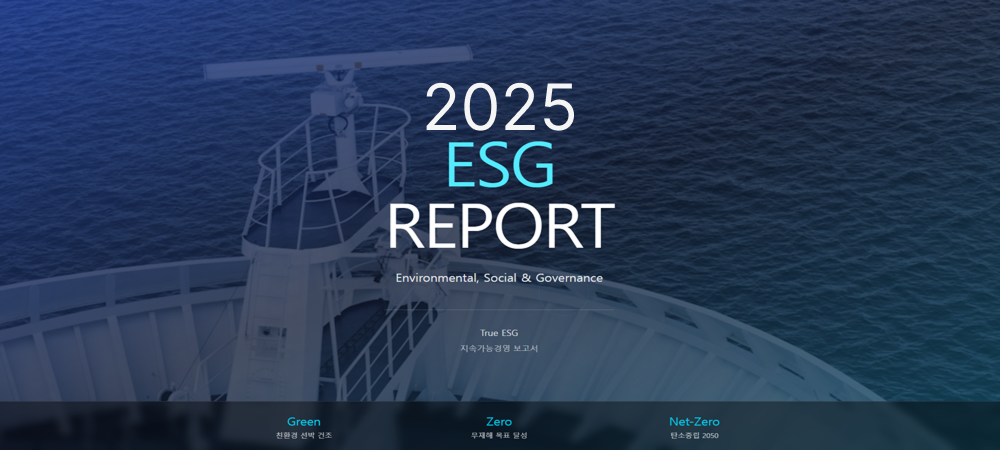 2025
ESG
REPORT
Environmental, Social & Governance
True ESG
지속가능경영 보고서
Green
친환경 선박 건조
Zero
무재해 목표 달성
Net-Zero
탄소중립 2050